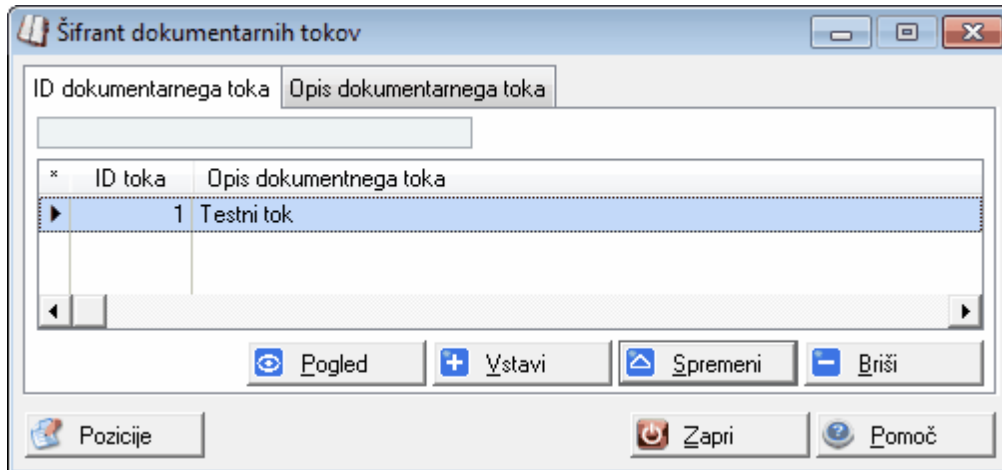 Šifrant dokumentarnih tokov
ID dokumentarnega toka Opis dokumentarnega toka
* ID toka Opis dokumentnega toka
1 Testni tok
Pogled Vstavi Spremeni Briši
Pozicije Zapri Pomoč